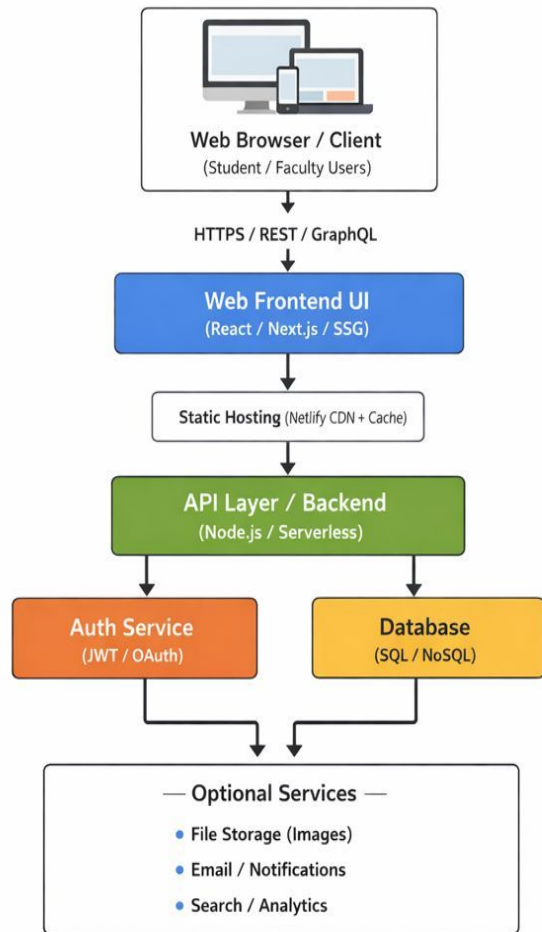 Web Browser / Client
(Student / Faculty Users)
HTTPS / REST / GraphQL
Web Frontend UI
(React / Next.js / SSG)
Static Hosting (Netlify CDN + Cache)
API Layer / Backend
(Node.js / Serverless)
Auth Service
(JWT / OAuth)
Database
(SQL / NoSQL)
— Optional Services —
• File Storage (Images)
• Email / Notifications
• Search / Analytics